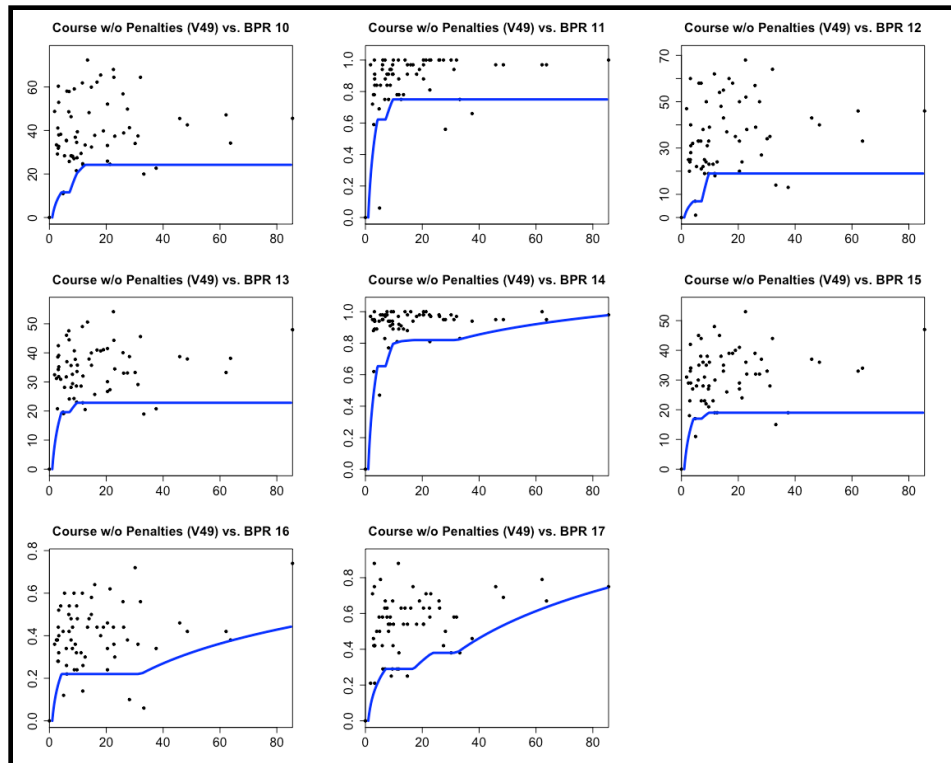 Course w/o Penalties (V49) vs. BPR 10
60
40
20
0
0 20 40 60 80
Course w/o Penalties (V49) vs. BPR 11
1.0
0.8
0.6
0.4
0.2
0.0
0 20 40 60 80
Course w/o Penalties (V49) vs. BPR 12
70
50
30
10
0
0 20 40 60 80
Course w/o Penalties (V49) vs. BPR 13
50
40
30
20
10
0
0 20 40 60 80
Course w/o Penalties (V49) vs. BPR 14
1.0
0.8
0.6
0.4
0.2
0.0
0 20 40 60 80
Course w/o Penalties (V49) vs. BPR 15
50
40
30
20
10
0
0 20 40 60 80
Course w/o Penalties (V49) vs. BPR 16
0.8
0.6
0.4
0.2
0.0
0 20 40 60 80
Course w/o Penalties (V49) vs. BPR 17
0.8
0.6
0.4
0.2
0.0
0 20 40 60 80